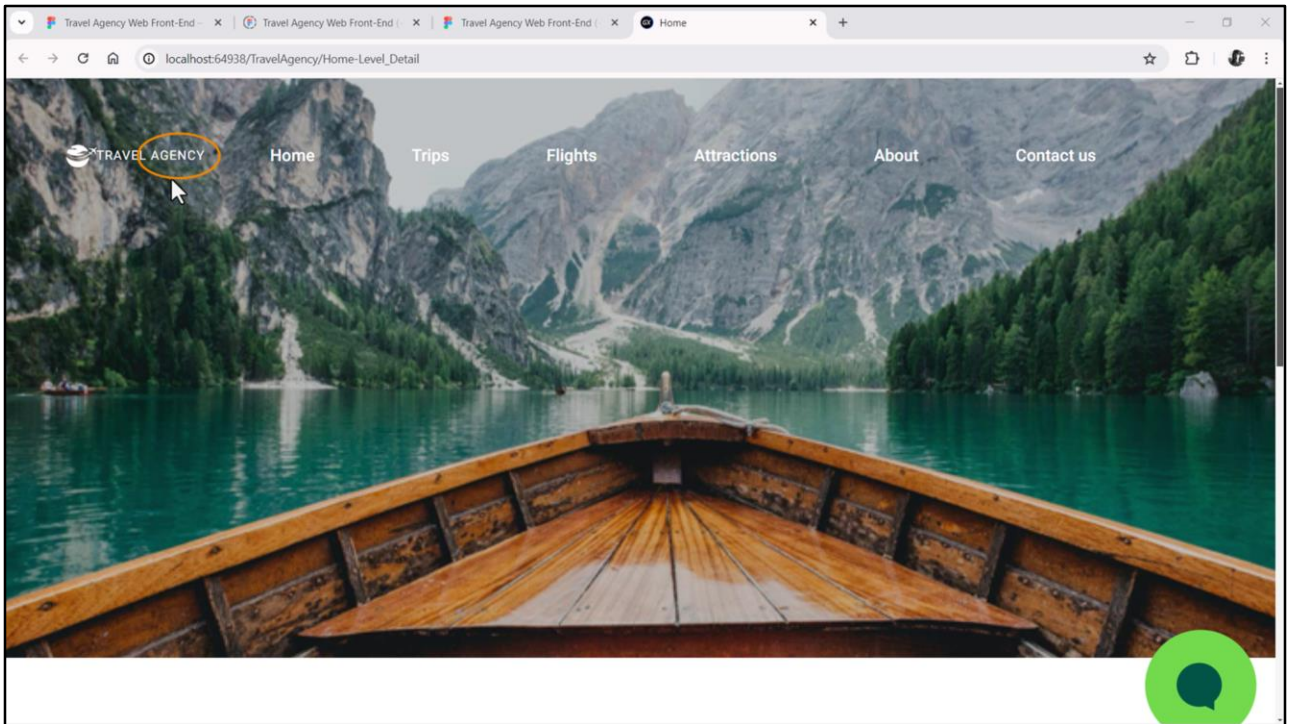 Travel Agency Web Front-End -
Travel Agency Web Front-End (
Travel Agency Web Front-End (
GX
Home
localhost:64938/TravelAgency/Home-Level_Detail
TRAVEL AGENCY
Home
Trips
Flights
Attractions
About
Contact us